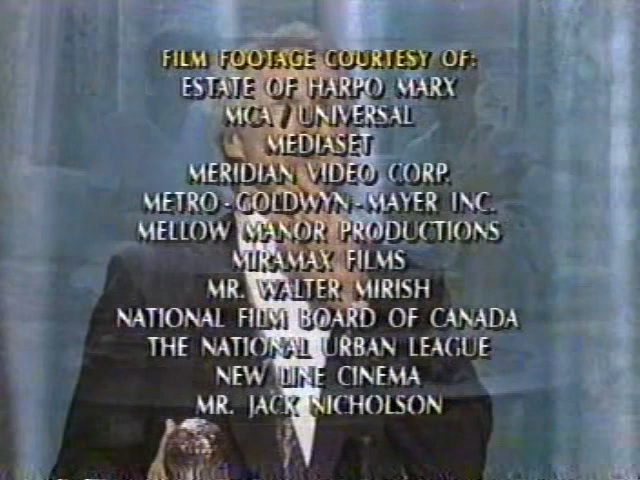 FILM FOOTAGE COURTESY OF:
ESTATE OF HARPO MARX
MCA / UNIVERSAL
MEDIASET
MERIDIAN VIDEO CORP.
METRO-GOLDWYN-MAYER INC.
MELLOW MANOR PRODUCTIONS
MIRAMAX FILMS
MR. WALTER MIRISH
NATIONAL FILM BOARD OF CANADA
THE NATIONAL URBAN LEAGUE
NEW LINE CINEMA
MR. JACK NICHOLSON